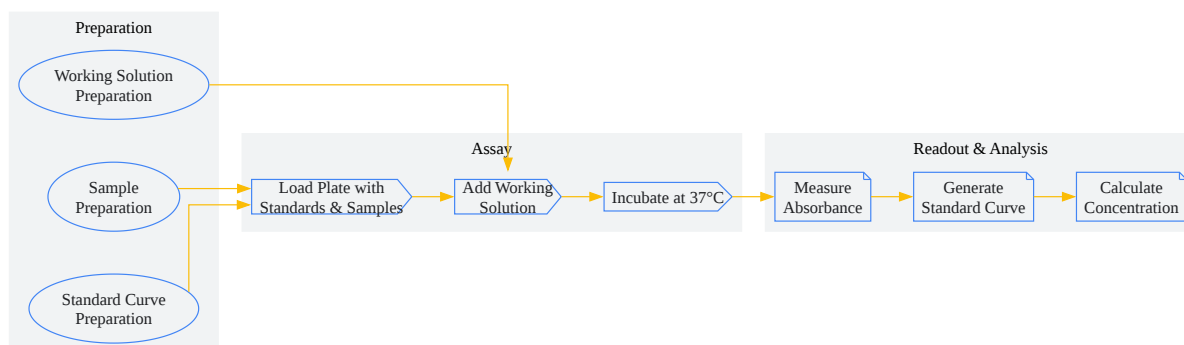 Preparation
Working Solution
Preparation
Sample
Preparation
Standard Curve
Preparation
Assay
Load Plate with
Standards & Samples
Add Working
Solution
Incubate at 37°C
Readout & Analysis
Measure
Absorbance
Generate
Standard Curve
Calculate
Concentration